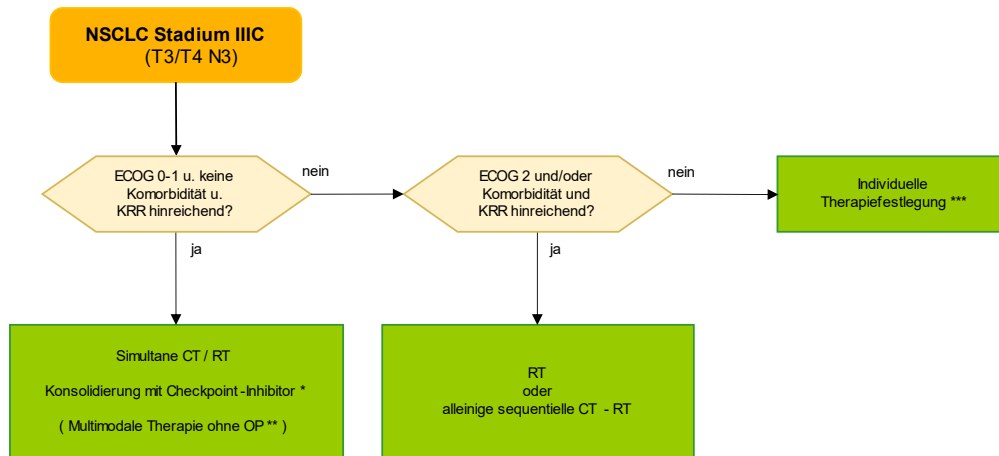 NSCLC Stadium IIIC
(T3/T4 N3)
ECOG 0-1 u. keine
Komorbidität u.
KRR hinreichend?
nein
ECOG 2 und/oder
Komorbidität und
KRR hinreichend?
nein
Individuelle
Therapiefestlegung ***
ja
ja
Simultane CT / RT
Konsolidierung mit Checkpoint-Inhibitor *
( Multimodale Therapie ohne OP ** )
RT
oder
alleinige sequentielle CT - RT